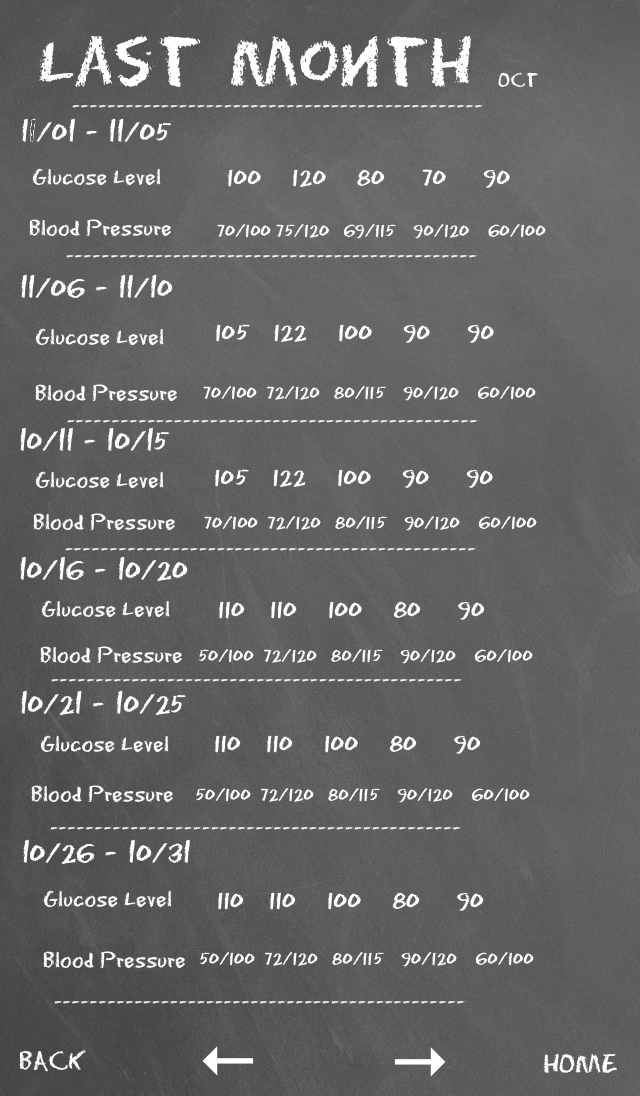 LAST MONTH OCT
11/01 - 11/05
Glucose Level 100 120 80 70 90
Blood Pressure 70/100 75/120 69/115 90/120 60/100
11/06 - 11/10
Glucose Level 105 122 100 90 90
Blood Pressure 70/100 72/120 80/115 90/120 60/100
10/11 - 10/15
Glucose Level 105 122 100 90 90
Blood Pressure 70/100 72/120 80/115 90/120 60/100
10/16 - 10/20
Glucose Level 110 110 100 80 90
Blood Pressure 50/100 72/120 80/115 90/120 60/100
10/21 - 10/25
Glucose Level 110 110 100 80 90
Blood Pressure 50/100 72/120 80/115 90/120 60/100
10/26 - 10/31
Glucose Level 110 110 100 80 90
Blood Pressure 50/100 72/120 80/115 90/120 60/100
BACK HOME